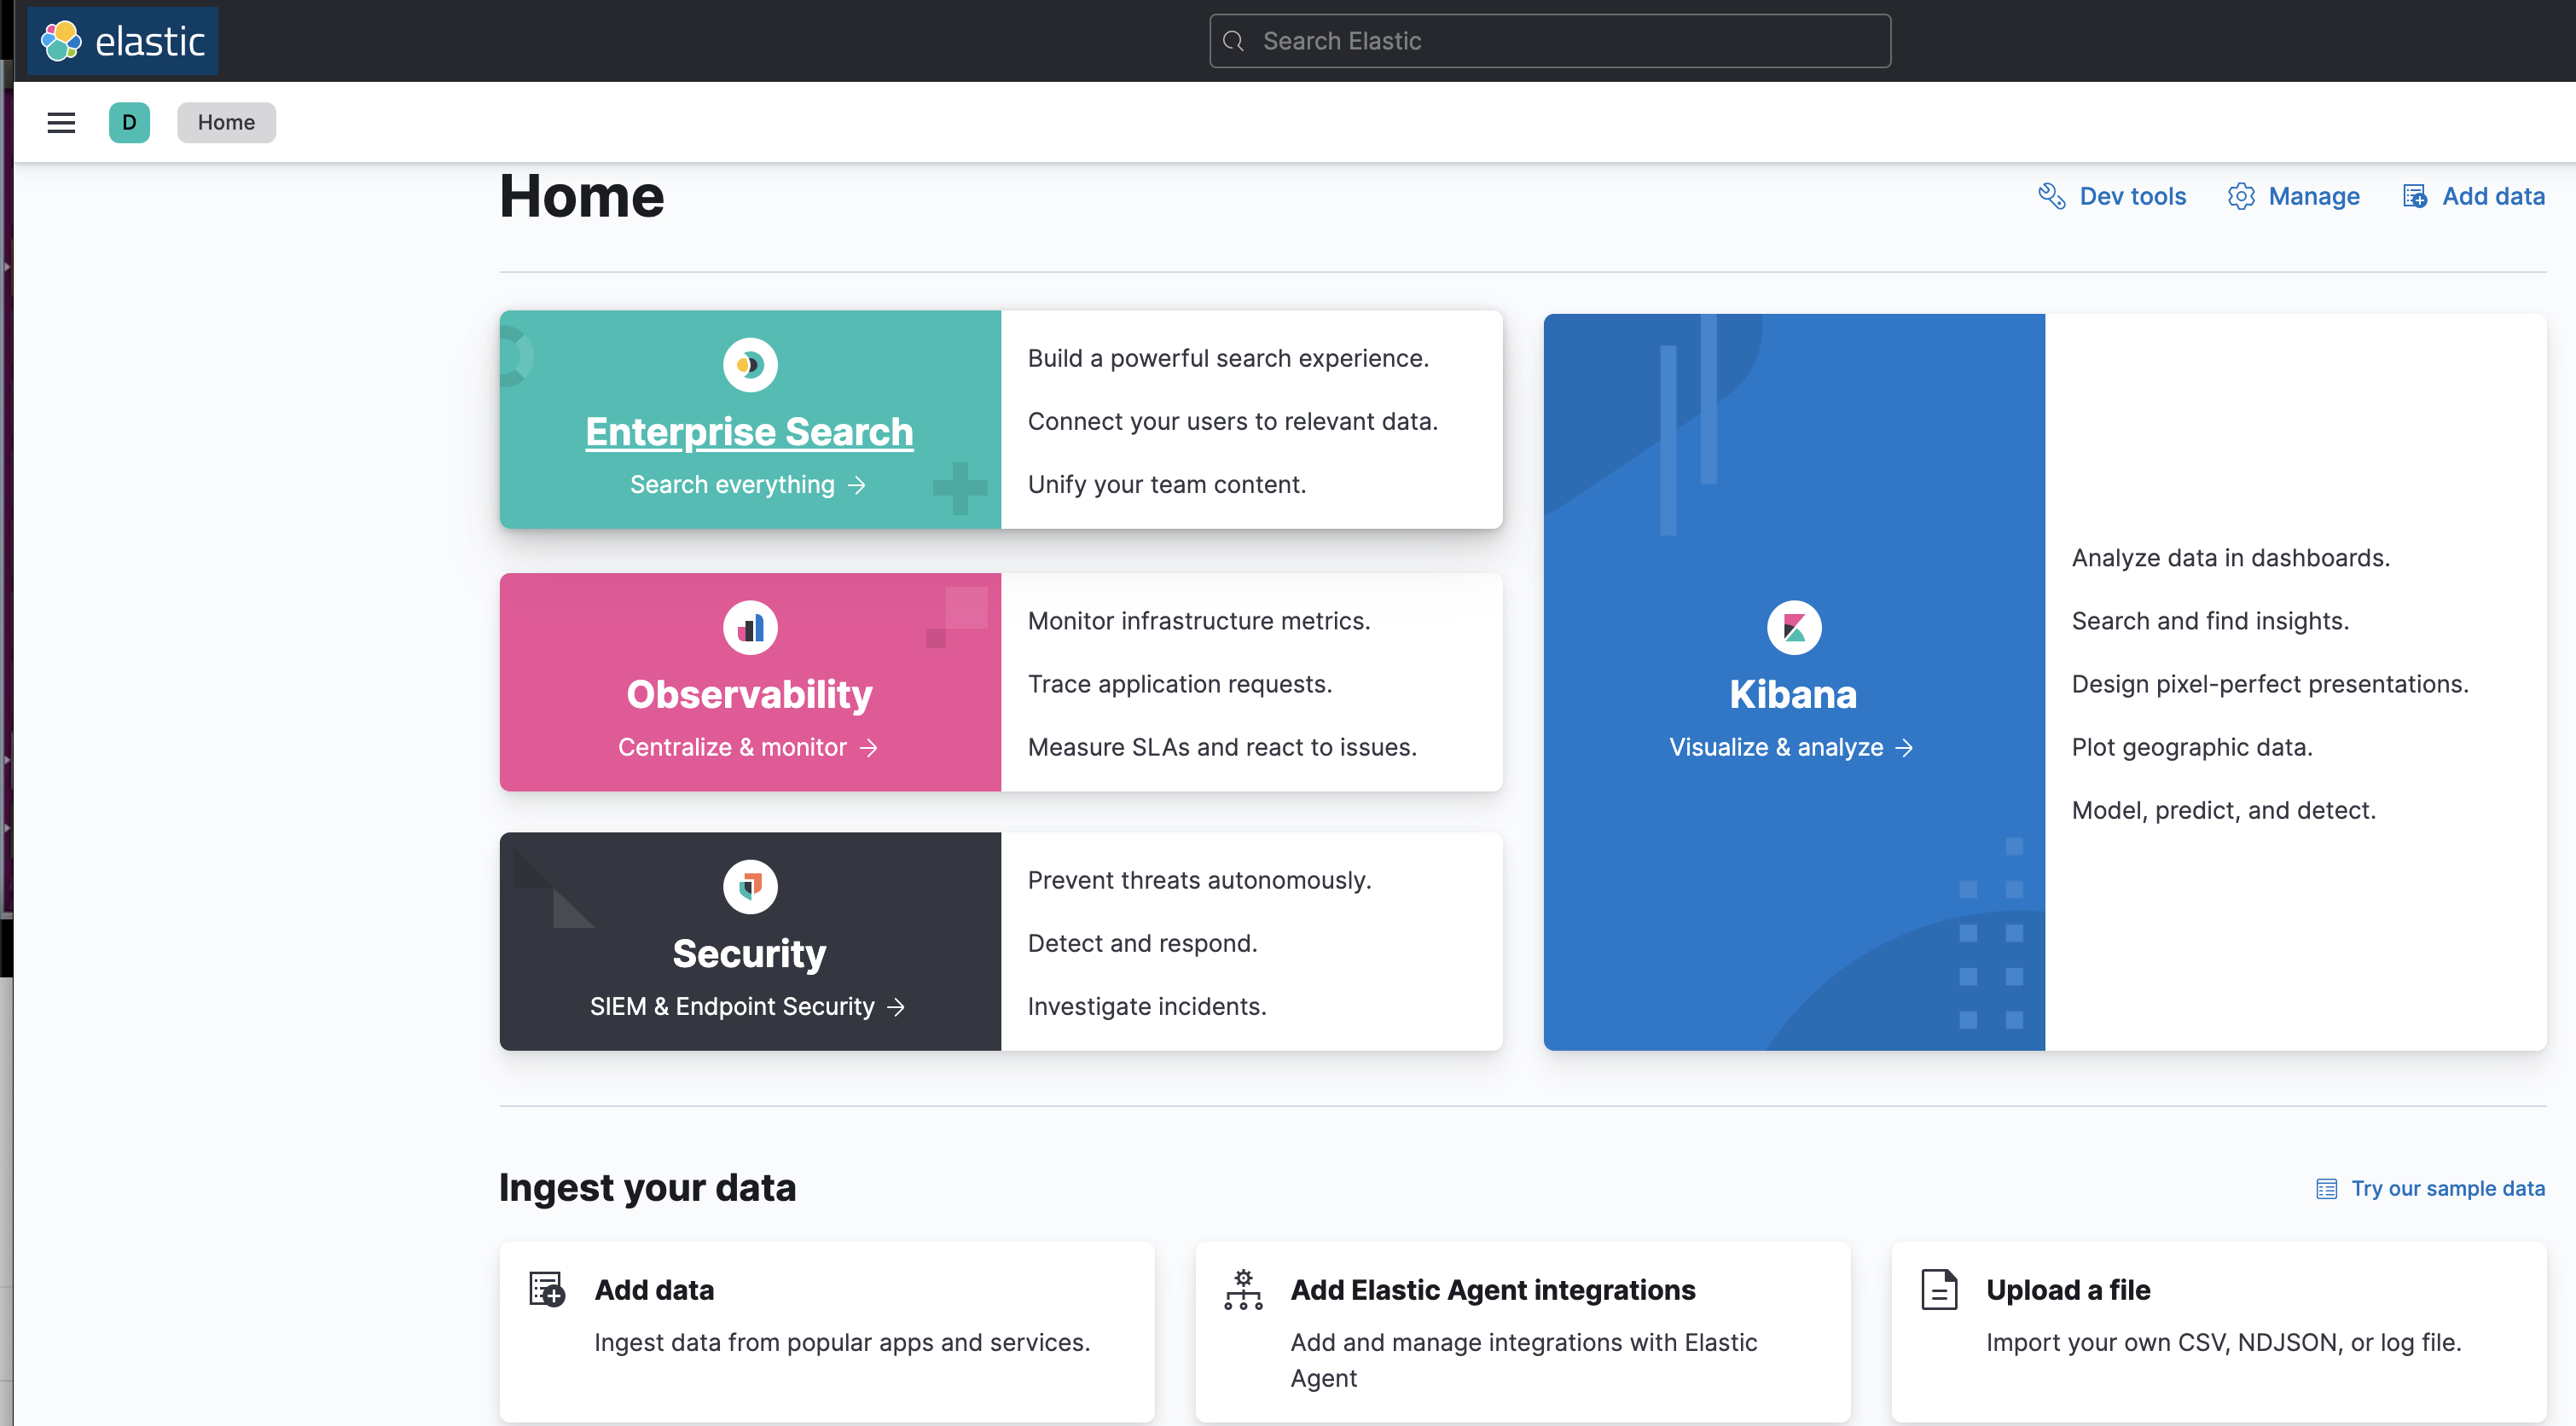 elastic
Search Elastic
D
Home
Home
Dev tools
Manage
Add data
Enterprise Search
Search everything →
Build a powerful search experience.
Connect your users to relevant data.
Unify your team content.
Observability
Centralize & monitor →
Monitor infrastructure metrics.
Trace application requests.
Measure SLAs and react to issues.
Security
SIEM & Endpoint Security →
Prevent threats autonomously.
Detect and respond.
Investigate incidents.
Kibana
Visualize & analyze →
Analyze data in dashboards.
Search and find insights.
Design pixel-perfect presentations.
Plot geographic data.
Model, predict, and detect.
Ingest your data
Try our sample data
Add data
Ingest data from popular apps and services.
Add Elastic Agent integrations
Add and manage integrations with Elastic
Agent
Upload a file
Import your own CSV, NDJSON, or log file.